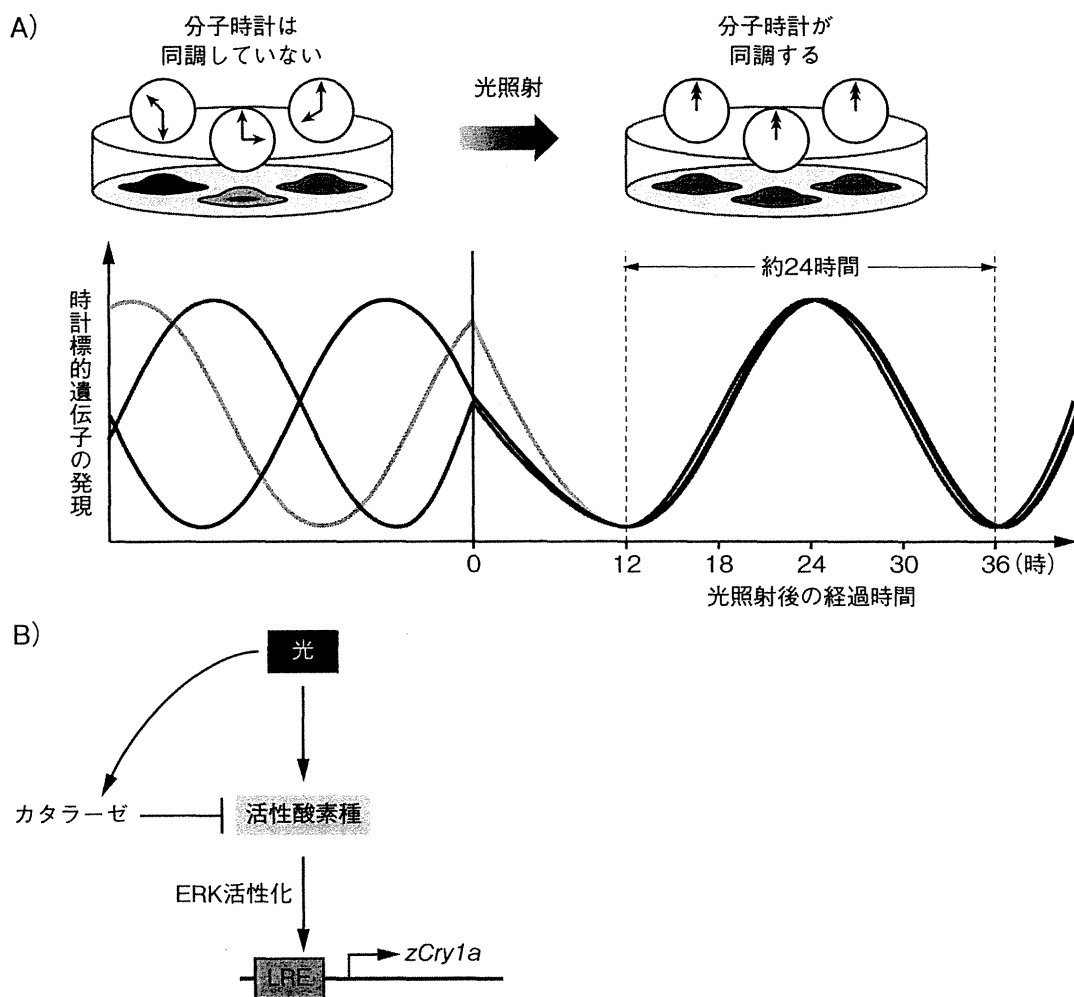 A)
分子時計は
同調していない
光照射
分子時計が
同調する
時計標的遺伝子の発現
約24時間
0 12 18 24 30 36(時)
光照射後の経過時間
B)
光
カタラーゼ
活性酸素種
ERK活性化
LRE
zCry1a